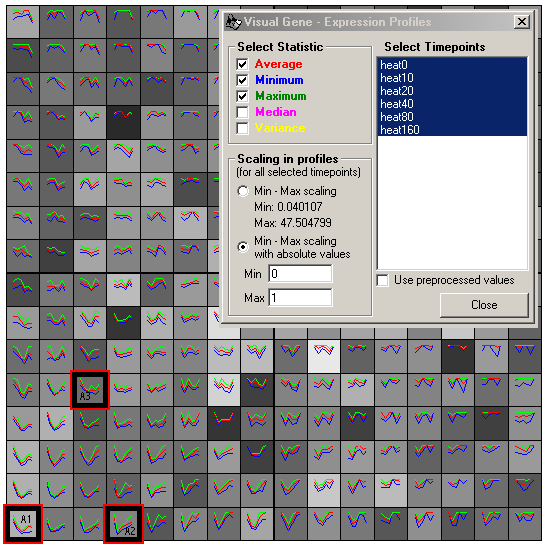 Visual Gene - Expression Profiles
Select Statistic
Average
Minimum
Maximum
Median
Variance
Select Timepoints
heat0
heat10
heat20
heat40
heat80
heat160
Scaling in profiles
(for all selected timepoints)
Min - Max scaling
Min: 0.040107
Max: 47.504799
Min - Max scaling
with absolute values
Min 0
Max 1
Use preprocessed values
Close
A3
A1
A2